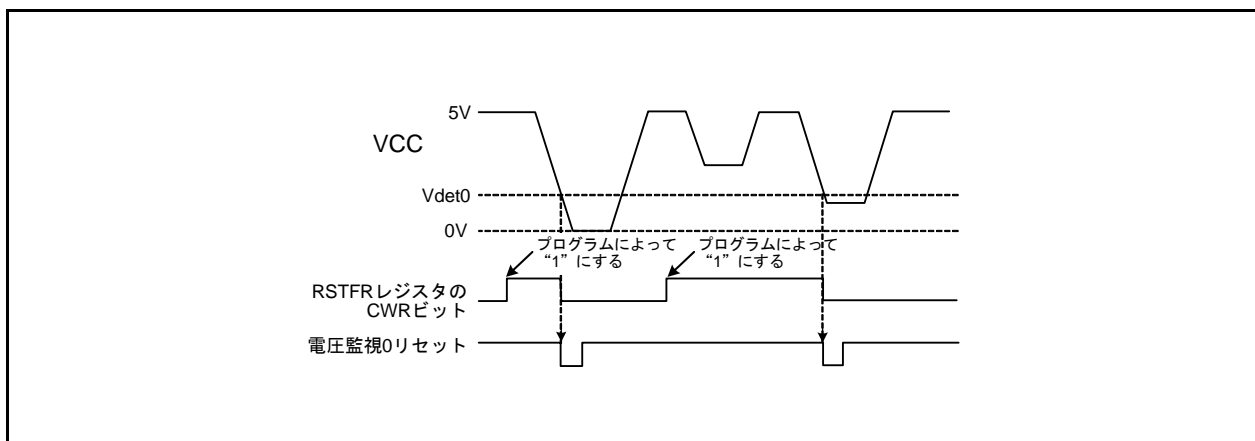 5V
VCC
Vdet0
0V
プログラムによって
“1”にする
プログラムによって
“1”にする
RSTFRレジスタの
CWRビット
電圧監視0リセット